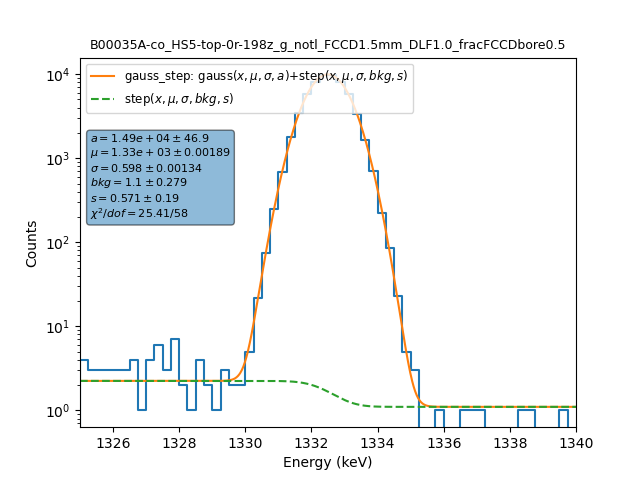 B00035A-co_HS5-top-0r-198z_g_notl_FCCD1.5mm_DLF1.0_fracFCCDbore0.5
gauss_step: gauss(x, μ, σ, a)+step(x, μ, σ, bkg, s)
step(x, μ, σ, bkg, s)
a = 1.49e + 04 ± 46.9
μ = 1.33e + 03 ± 0.00189
σ = 0.598 ± 0.00134
bkg = 1.1 ± 0.279
s = 0.571 ± 0.19
χ²/dof = 25.41/58
Counts
10⁴
10³
10²
10¹
10⁰
1326 1328 1330 1332 1334 1336 1338 1340
Energy (keV)